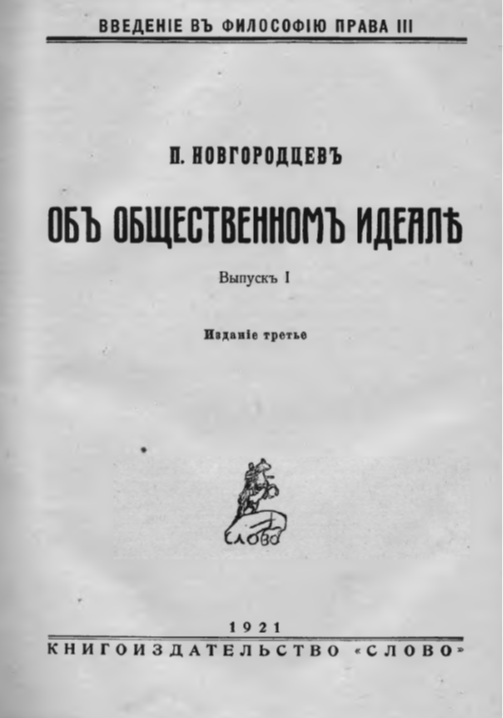 ВВЕДЕНІЕ ВЪ ФИЛОСОФІЮ ПРАВА III
П. НОВГОРОДЦЕВЪ
ОБЪ ОБЩЕСТВЕННОМЪ ИДЕАЛѢ
Выпускъ I
Изданіе третье
СЛОВО
1921
КНИГОИЗДАТЕЛЬСТВО «СЛОВО»